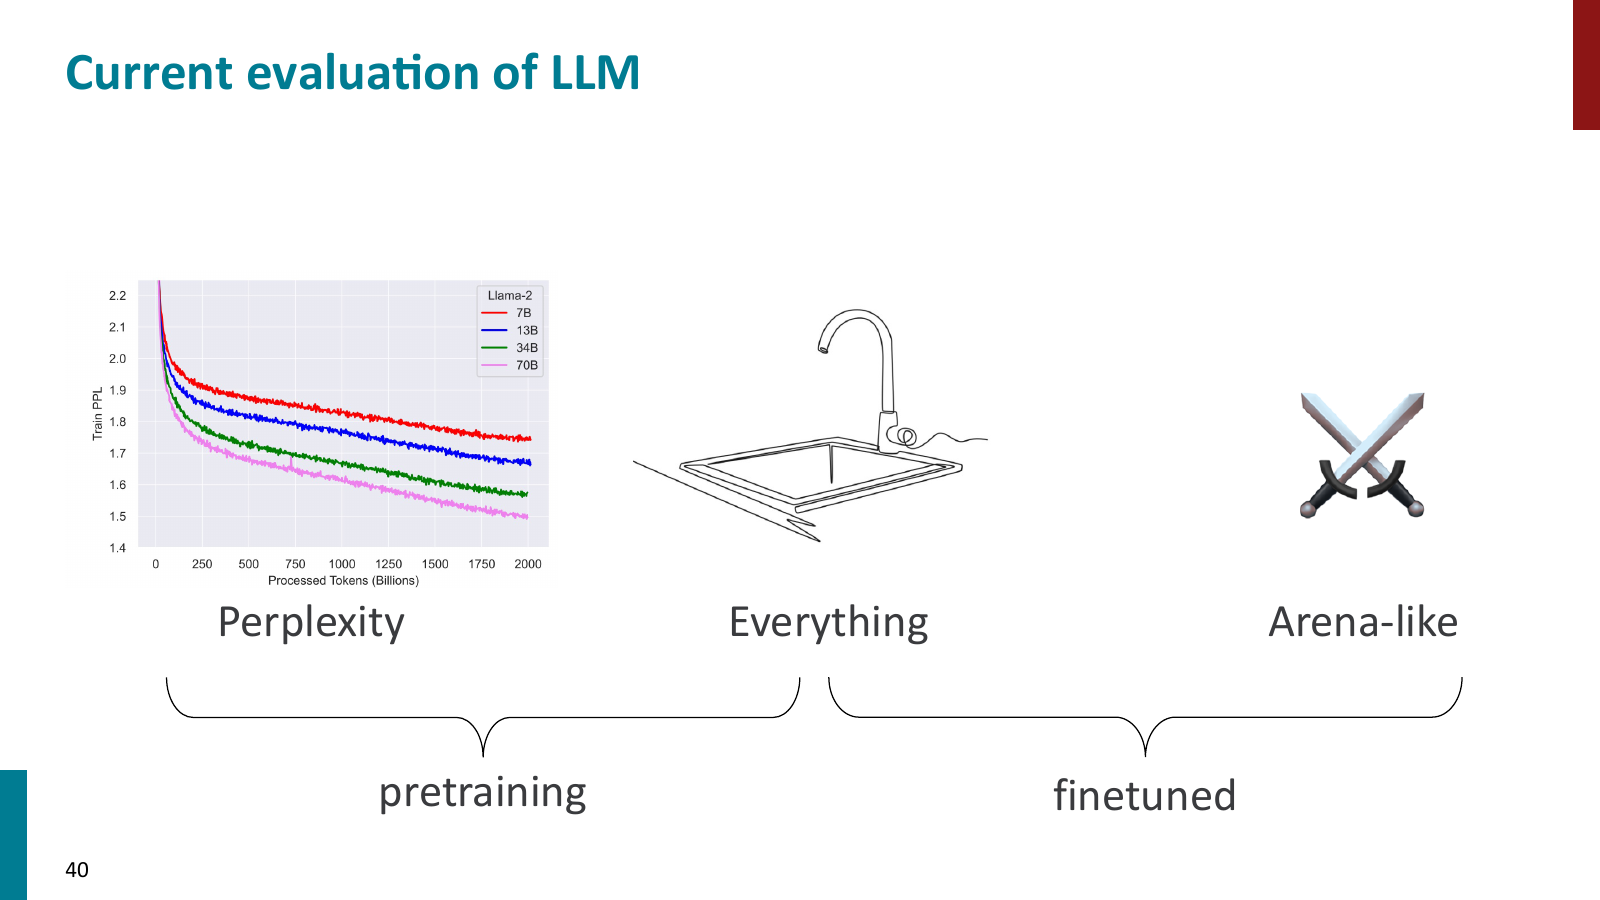 Current evaluation of LLM
Llama-2
7B
13B
34B
70B
2.2
2.1
2.0
1.9
1.8
1.7
1.6
1.5
1.4
Train PPL
0 250 500 750 1000 1250 1500 1750 2000
Processed Tokens (Billions)
Perplexity Everything Arena-like
pretraining finetuned
40